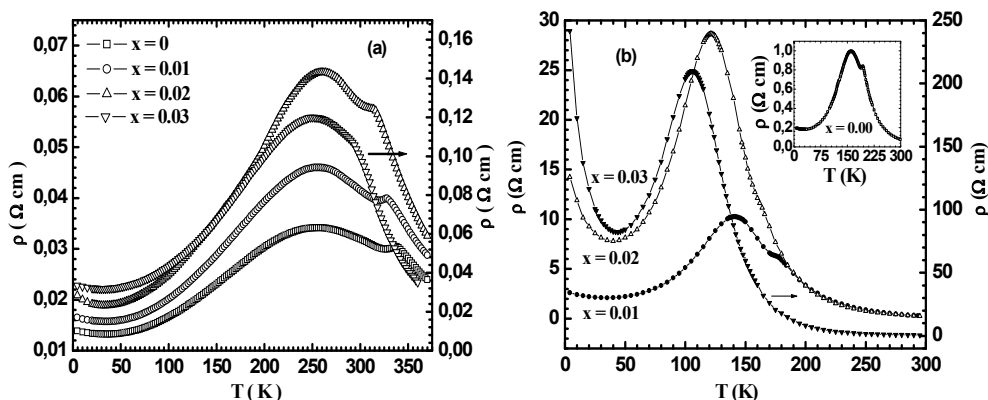 (a)
x = 0
x = 0.01
x = 0.02
x = 0.03
0,07
0,06
0,05
0,04
0,03
0,02
0,01
ρ ( Ω cm)
0,16
0,14
0,12
0,10
0,08
0,06
0,04
0,02
0,00
ρ ( Ω cm)
0 50 100 150 200 250 300 350
T ( K )
(b)
30
25
20
15
10
5
0
ρ (Ω cm)
250
200
150
100
50
0
ρ (Ω cm)
x = 0.03
x = 0.02
x = 0.01
0 50 100 150 200 250 300
T (K)
1,0
0,8
0,6
0,4
0,2
0,0
ρ (Ω cm)
x = 0.00
0 75 150 225 300
T (K)